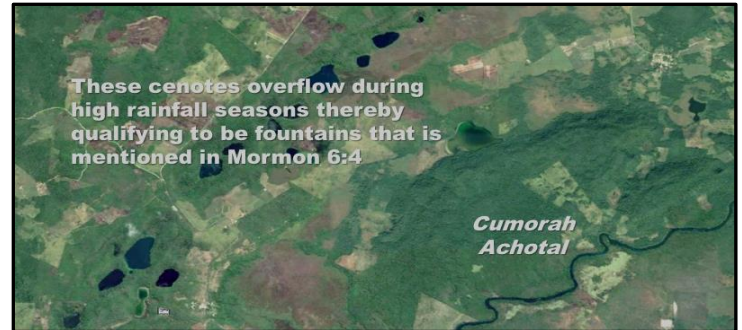 These cenotes overflow during
high rainfall seasons thereby
qualifying to be fountains that is
mentioned in Mormon 6:4
Cumorah
Achotal